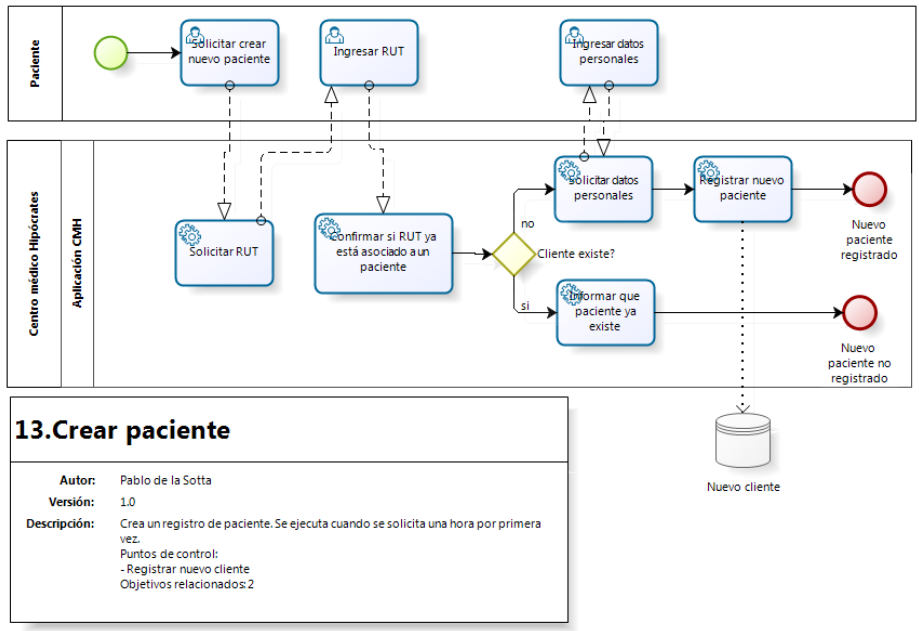 Paciente
Solicitar crear
nuevo paciente
Ingresar RUT
Ingresar datos
personales
Centro médico Hipócrates
Aplicación CMH
Solicitar RUT
Confirmar si RUT ya
está asociado a un
paciente
no
Cliente existe?
si
Solicitar datos
personales
Registrar nuevo
paciente
Nuevo
paciente
registrado
Informar que
paciente ya
existe
Nuevo
paciente no
registrado
Nuevo cliente
13.Crear paciente
Autor: Pablo de la Sotta
Versión: 1.0
Descripción: Crea un registro de paciente. Se ejecuta cuando se solicita una hora por primera
vez.
Puntos de control:
- Registrar nuevo cliente
Objetivos relacionados: 2